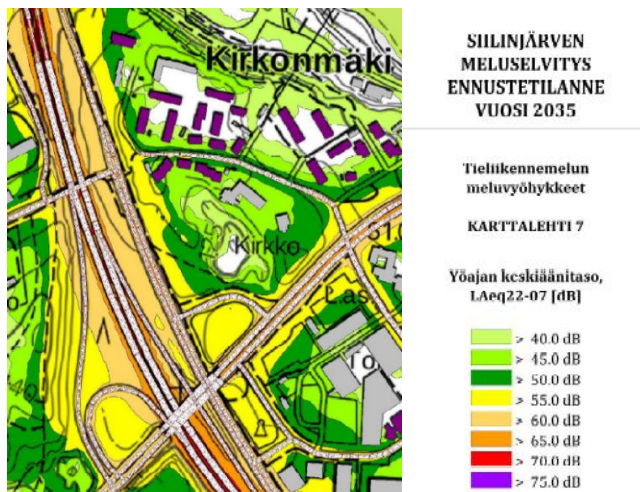 Kirkonmäki
Kirkko
Las.
To
SIILINJÄRVEN
MELUSELVITYS
ENNUSTETILANNE
VUOSI 2035
Tieliikennemelun
meluvyöhykkeet
KARTTALEHTI 7
Yöajan keskiäänitaso,
LAeq22-07 [dB]
> 40.0 dB
> 45.0 dB
> 50.0 dB
> 55.0 dB
> 60.0 dB
> 65.0 dB
> 70.0 dB
> 75.0 dB